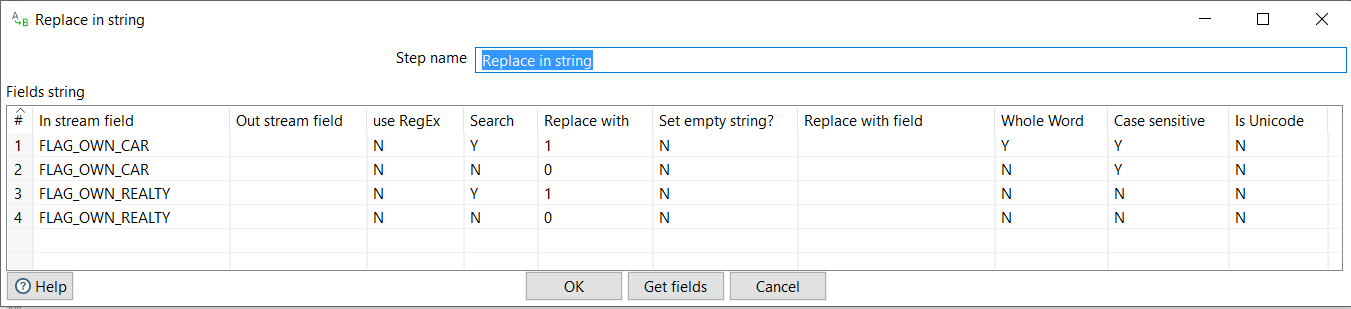 Replace in string
Step name Replace in string
Fields string
# In stream field Out stream field use RegEx Search Replace with Set empty string? Replace with field Whole Word Case sensitive Is Unicode
1 FLAG_OWN_CAR N Y 1 N Y Y N
2 FLAG_OWN_CAR N N 0 N N Y N
3 FLAG_OWN_REALTY N Y 1 N N N N
4 FLAG_OWN_REALTY N N 0 N N N N
Help OK Get fields Cancel